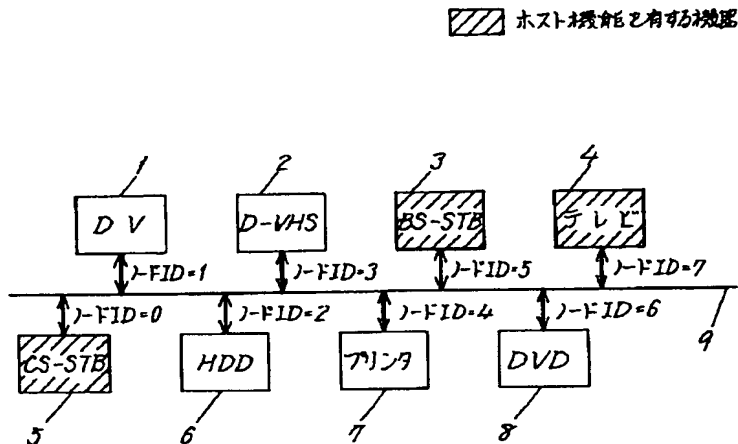 ホスト機能を有する機器
1 2 3 4
DV D-VHS BS-STB テレビ
ノードID=1 ノードID=3 ノードID=5 ノードID=7
ノードID=0 ノードID=2 ノードID=4 ノードID=6
9
CS-STB HDD プリンタ DVD
5 6 7 8